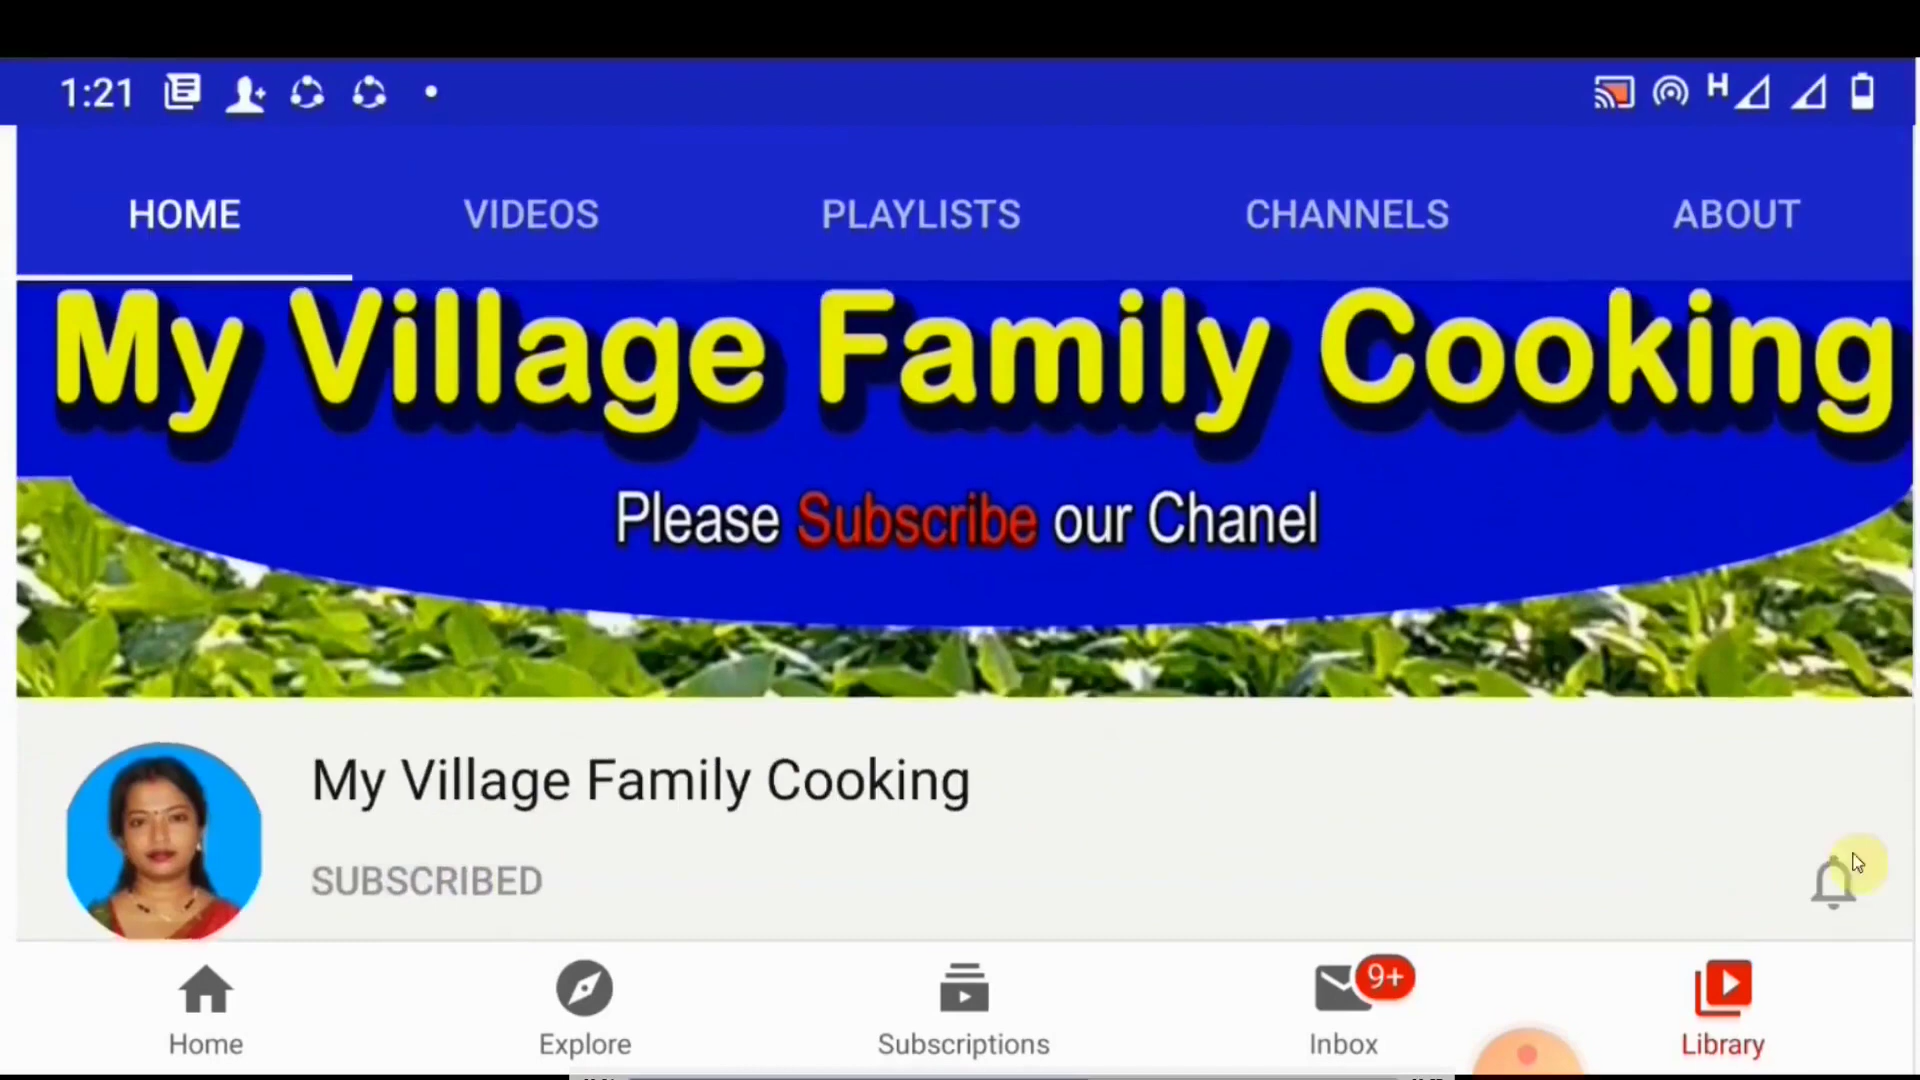 1:21 H
HOME VIDEOS PLAYLISTS CHANNELS ABOUT
My Village Family Cooking
Please Subscribe our Chanel
My Village Family Cooking
SUBSCRIBED
9+
Home Explore Subscriptions Inbox Library